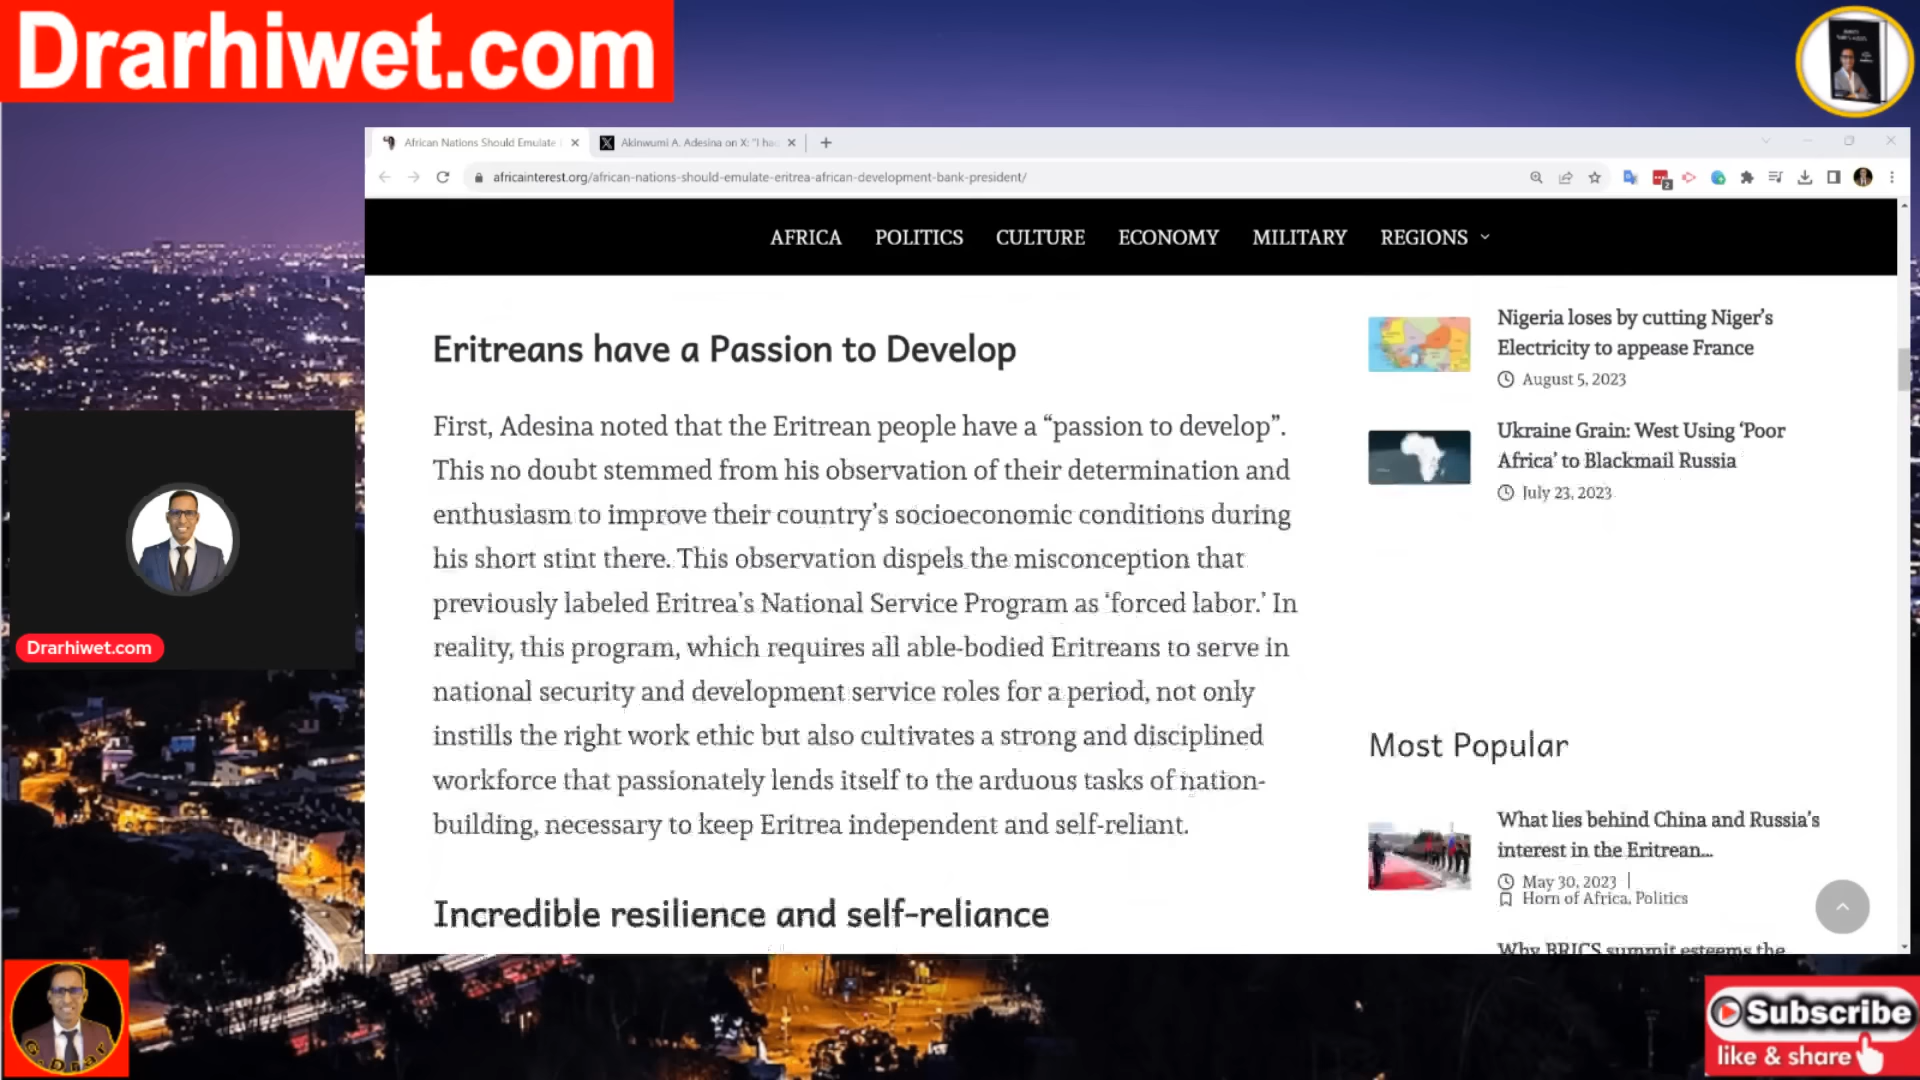 Drarhiwet.com
African Nations Should Emulate
Akinwumi A. Adesina on X: "I ha
africainterest.org/african-nations-should-emulate-eritrea-african-development-bank-president/
AFRICA POLITICS CULTURE ECONOMY MILITARY REGIONS
Eritreans have a Passion to Develop
First, Adesina noted that the Eritrean people have a “passion to develop”.
This no doubt stemmed from his observation of their determination and
enthusiasm to improve their country’s socioeconomic conditions during
his short stint there. This observation dispels the misconception that
previously labeled Eritrea’s National Service Program as ‘forced labor.’ In
reality, this program, which requires all able-bodied Eritreans to serve in
national security and development service roles for a period, not only
instills the right work ethic but also cultivates a strong and disciplined
workforce that passionately lends itself to the arduous tasks of nation-
building, necessary to keep Eritrea independent and self-reliant.
Incredible resilience and self-reliance
Nigeria loses by cutting Niger’s
Electricity to appease France
August 5, 2023
Ukraine Grain: West Using ‘Poor
Africa’ to Blackmail Russia
July 23, 2023
Most Popular
What lies behind China and Russia’s
interest in the Eritrean...
May 30, 2023
Horn of Africa, Politics
Why BRICS summit esteems the
Drarhiwet.com
Subscribe
like & share